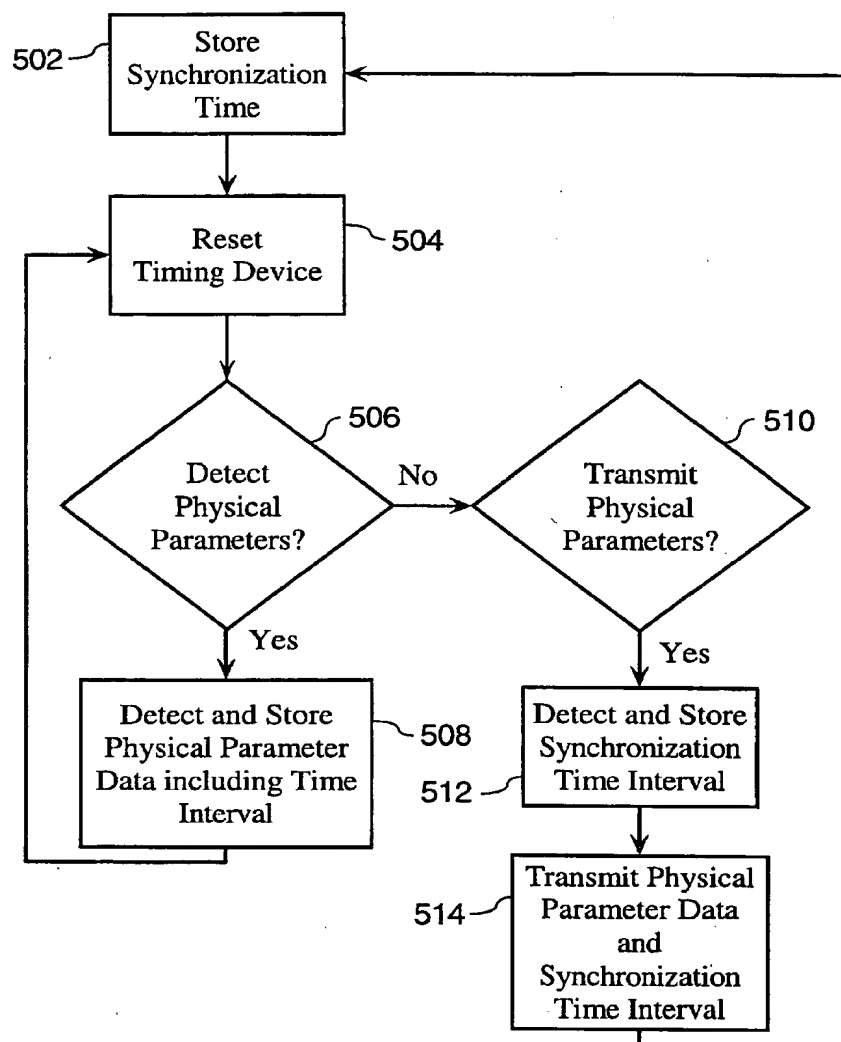 502
Store
Synchronization
Time
Reset
Timing Device
504
506
Detect
Physical
Parameters?
No
510
Transmit
Physical
Parameters?
Yes
Yes
Detect and Store
Physical Parameter
Data including Time
Interval
508
Detect and Store
Synchronization
Time Interval
512
Transmit Physical
Parameter Data
and
Synchronization
Time Interval
514